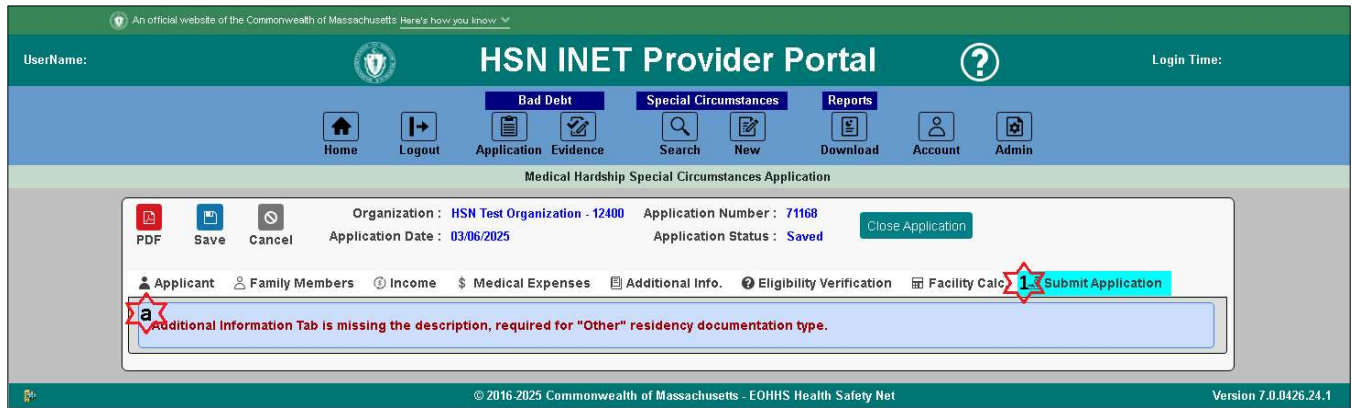 An official website of the Commonwealth of Massachusetts Here's how you know
UserName:
HSN INET Provider Portal
?
Login Time:
Bad Debt
Special Circumstances
Reports
Home
Logout
Application
Evidence
Search
New
Download
Account
Admin
Medical Hardship Special Circumstances Application
PDF
Save
Cancel
Organization : HSN Test Organization - 12400
Application Number : 71168
Application Date : 03/06/2025
Application Status : Saved
Close Application
Applicant
Family Members
Income
$ Medical Expenses
Additional Info.
Eligibility Verification
Facility Calc.
1
Submit Application
a
Additional Information Tab is missing the description, required for "Other" residency documentation type.
© 2016-2025 Commonwealth of Massachusetts - EOHHS Health Safety Net
Version 7.0.0426.24.1